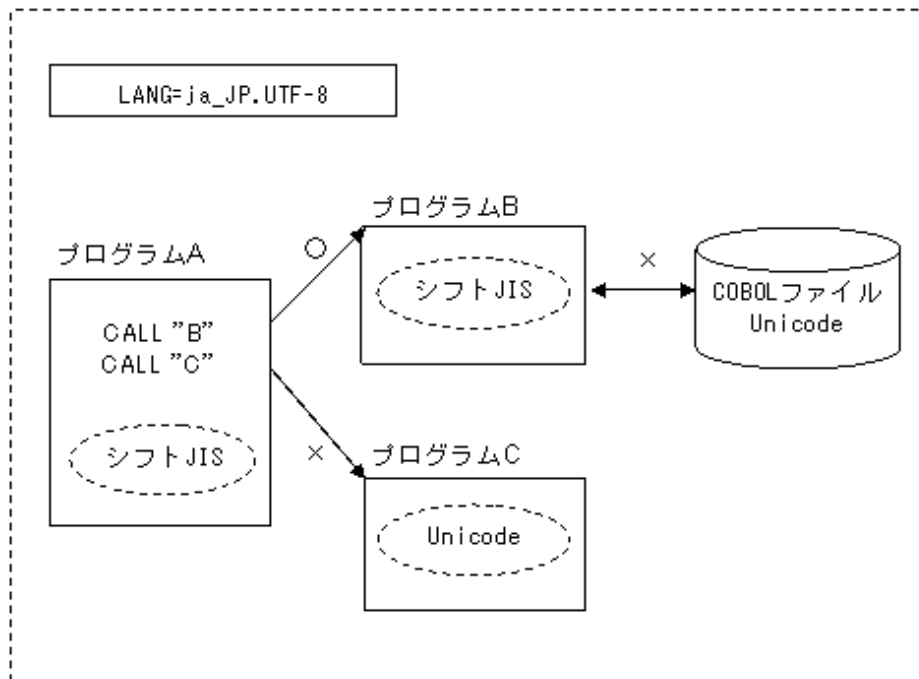 LANG=ja_JP.UTF-8
プログラムA
CALL "B"
CALL "C"
シフトJIS
○
×
プログラムB
シフトJIS
×
COBOLファイル
Unicode
プログラムC
Unicode